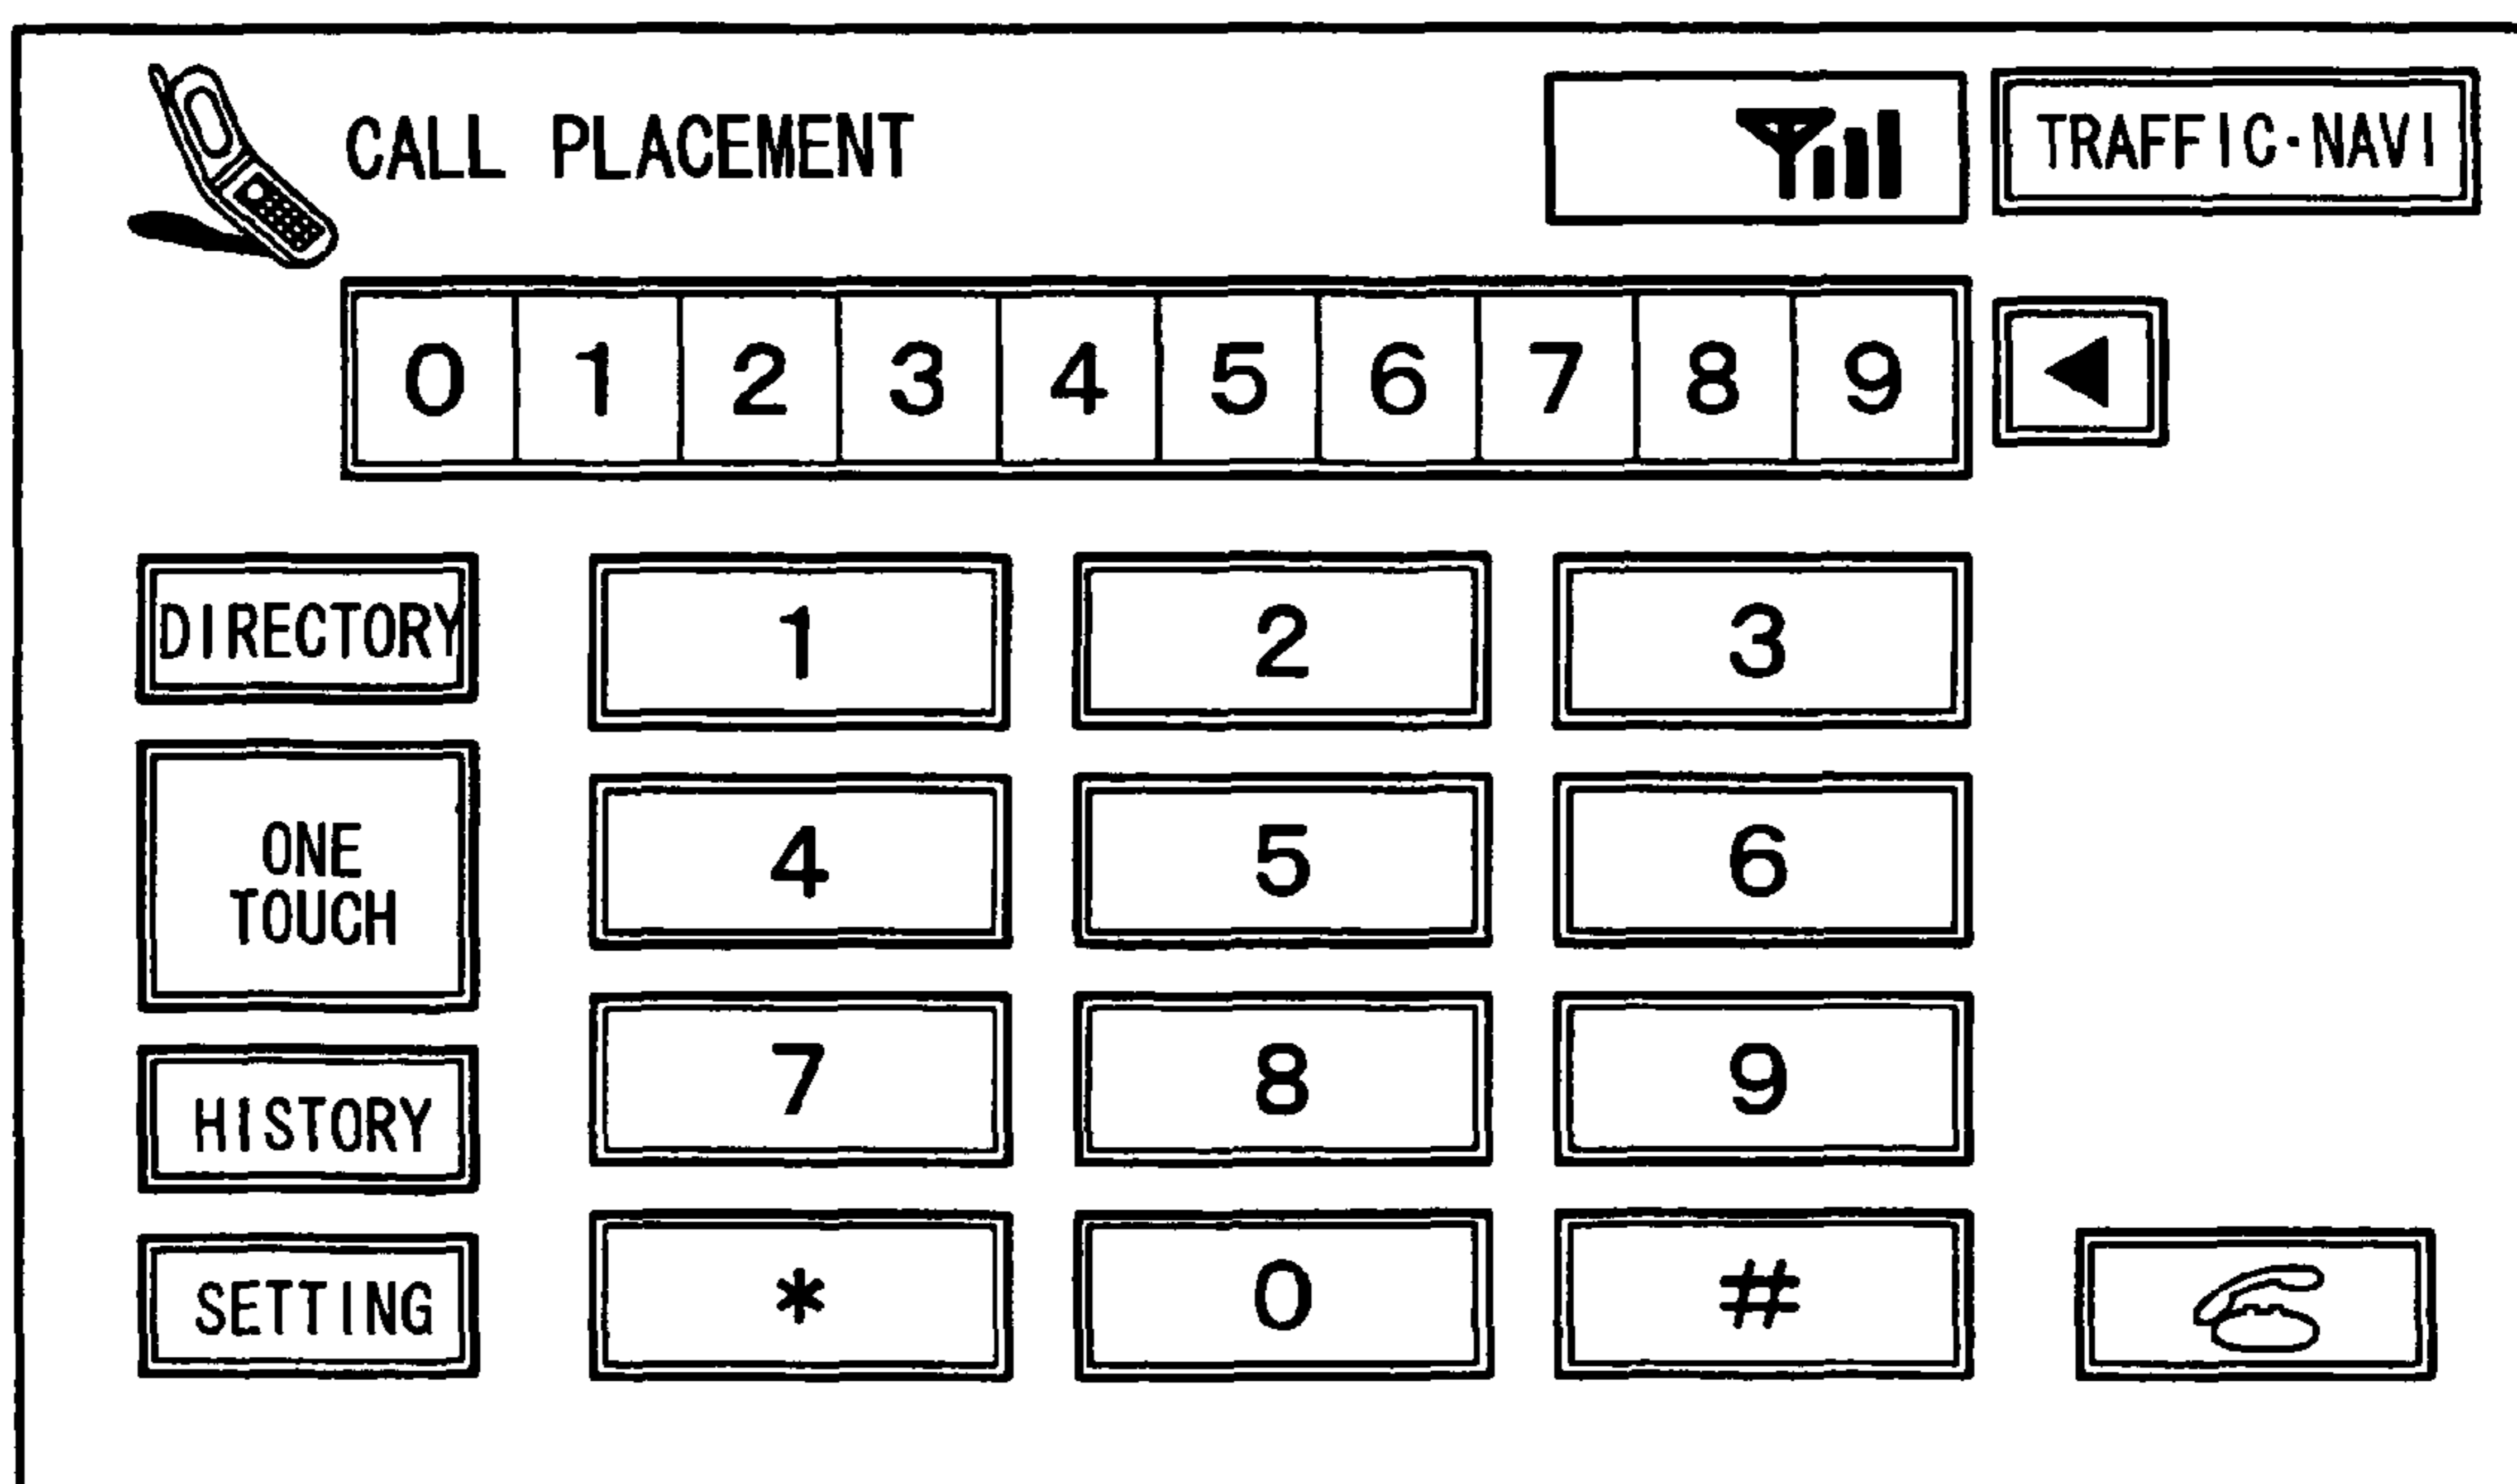 CALL PLACEMENT
TRAFFIC·NAVI
0 1 2 3 4 5 6 7 8 9
DIRECTORY
1 2 3
ONE
TOUCH
4 5 6
HISTORY
7 8 9
SETTING
* 0 #